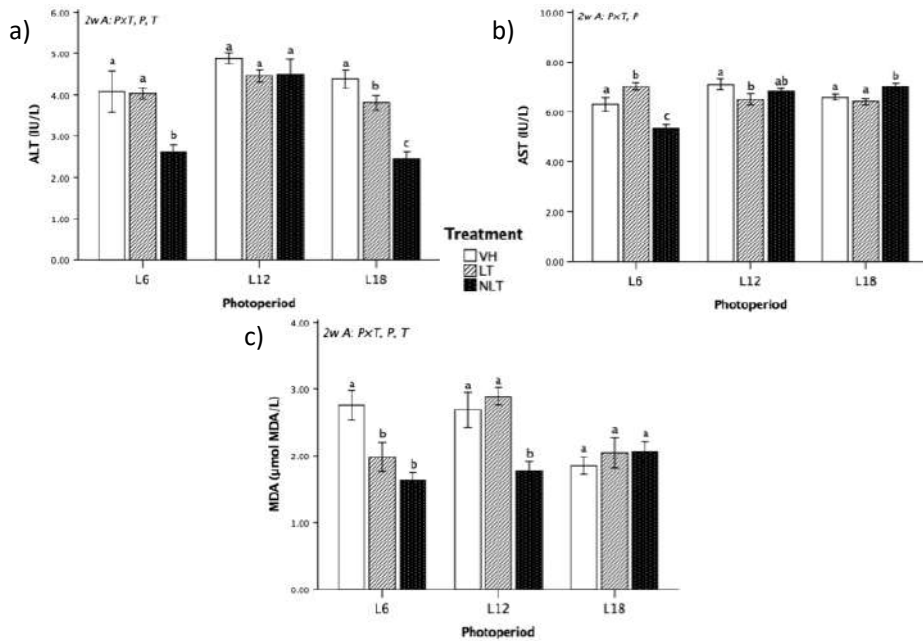 a)
2w A: P×T, P, T
ALT (IU/L)
6.00
5.00
4.00
3.00
2.00
1.00
0.00
a a b
a a a
a b c
L6 L12 L18
Photoperiod
b)
2w A: P×T, P
AST (IU/L)
10.00
8.00
6.00
4.00
2.00
0.00
a b c
a b ab
a a b
L6 L12 L18
Photoperiod
Treatment
VH
LT
NLT
c)
2w A: P×T, P, T
MDA (µmol MDA/L)
4.00
3.00
2.00
1.00
0.00
a b b
a a b
a a a
L6 L12 L18
Photoperiod